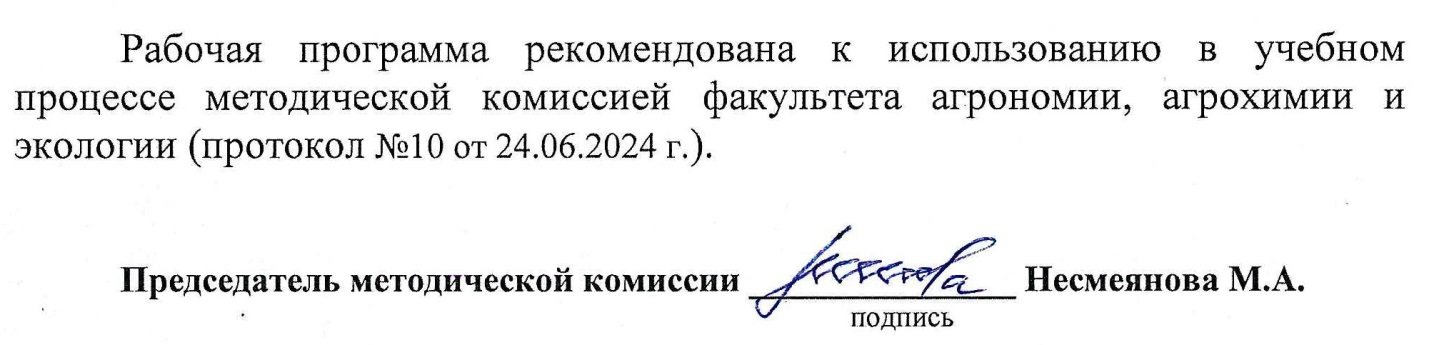 Рабочая программа рекомендована к использованию в учебном
процессе методической комиссией факультета агрономии, агрохимии и
экологии (протокол №10 от 24.06.2024 г.).
Председатель методической комиссии Несмеянова М.А.
подпись